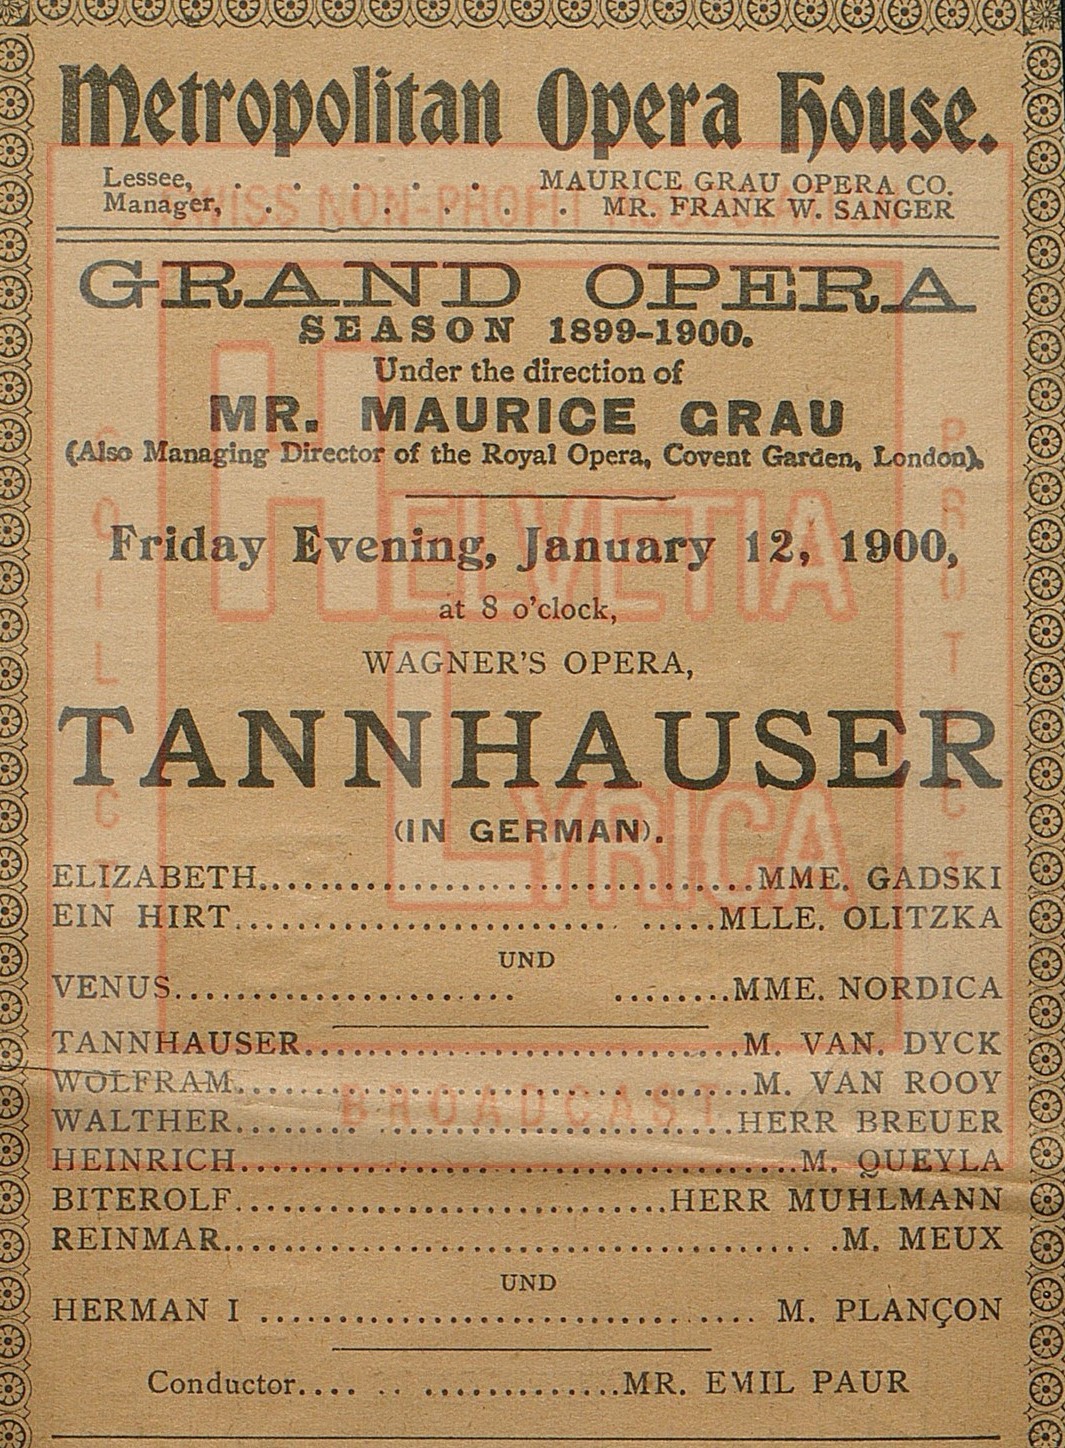 Metropolitan Opera House.
Lessee, . . . . . MAURICE GRAU OPERA CO.
Manager, . . . . . MR. FRANK W. SANGER
SWISS NON-PROFIT ASSOCIATION
GRAND OPERA
SEASON 1899-1900.
Under the direction of
MR. MAURICE GRAU
(Also Managing Director of the Royal Opera, Covent Garden, London).
HELVETIA
Friday Evening, January 12, 1900,
at 8 o'clock,
WAGNER'S OPERA,
TANNHAUSER
LYRICA
(IN GERMAN).
ELIZABETH..................................MME. GADSKI
EIN HIRT.......................... .....MLLE. OLITZKA
UND
VENUS....................... ........MME. NORDICA
TANNHAUSER..............................M. VAN. DYCK
WOLFRAM.......................... .......M. VAN ROOY
BROADCAST
WALTHER........ ........................HERR BREUER
HEINRICH......................................M. QUEYLA
BITEROLF..............................HERR MUHLMANN
REINMAR....................................... .M. MEUX
UND
HERMAN I .................................. M. PLANÇON
Conductor.... .. ..............MR. EMIL PAUR